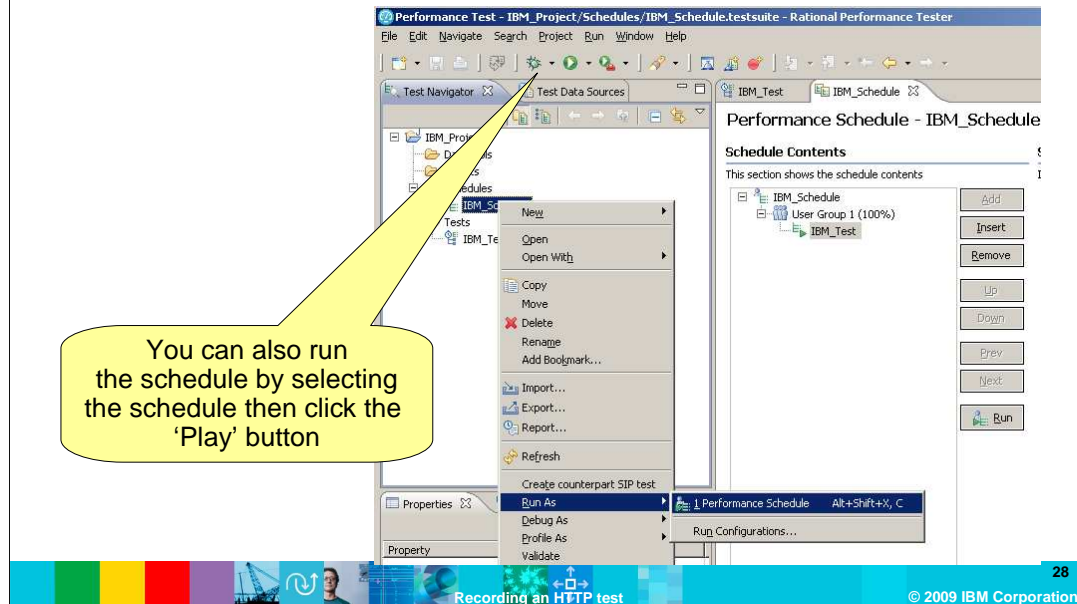 Performance Test - IBM_Project/Schedules/IBM_Schedule.testsuite - Rational Performance Tester
File Edit Navigate Search Project Run Window Help
Test Navigator
Test Data Sources
IBM_Test
IBM_Schedule
Performance Schedule - IBM_Schedule
Schedule Contents
This section shows the schedule contents
IBM_Schedule
User Group 1 (100%)
IBM_Test
Add
Insert
Remove
Up
Down
Prev
Next
Run
Tests
New
Open
Open With
Copy
Move
Delete
Rename
Add Bookmark...
Import...
Export...
Report...
Refresh
Create counterpart SIP test
Run As
Debug As
Profile As
Validate
1 Performance Schedule Alt+Shift+X, C
Run Configurations...
Properties
Property
You can also run
the schedule by selecting
the schedule then click the
‘Play’ button
28
Recording an HTTP test
© 2009 IBM Corporation